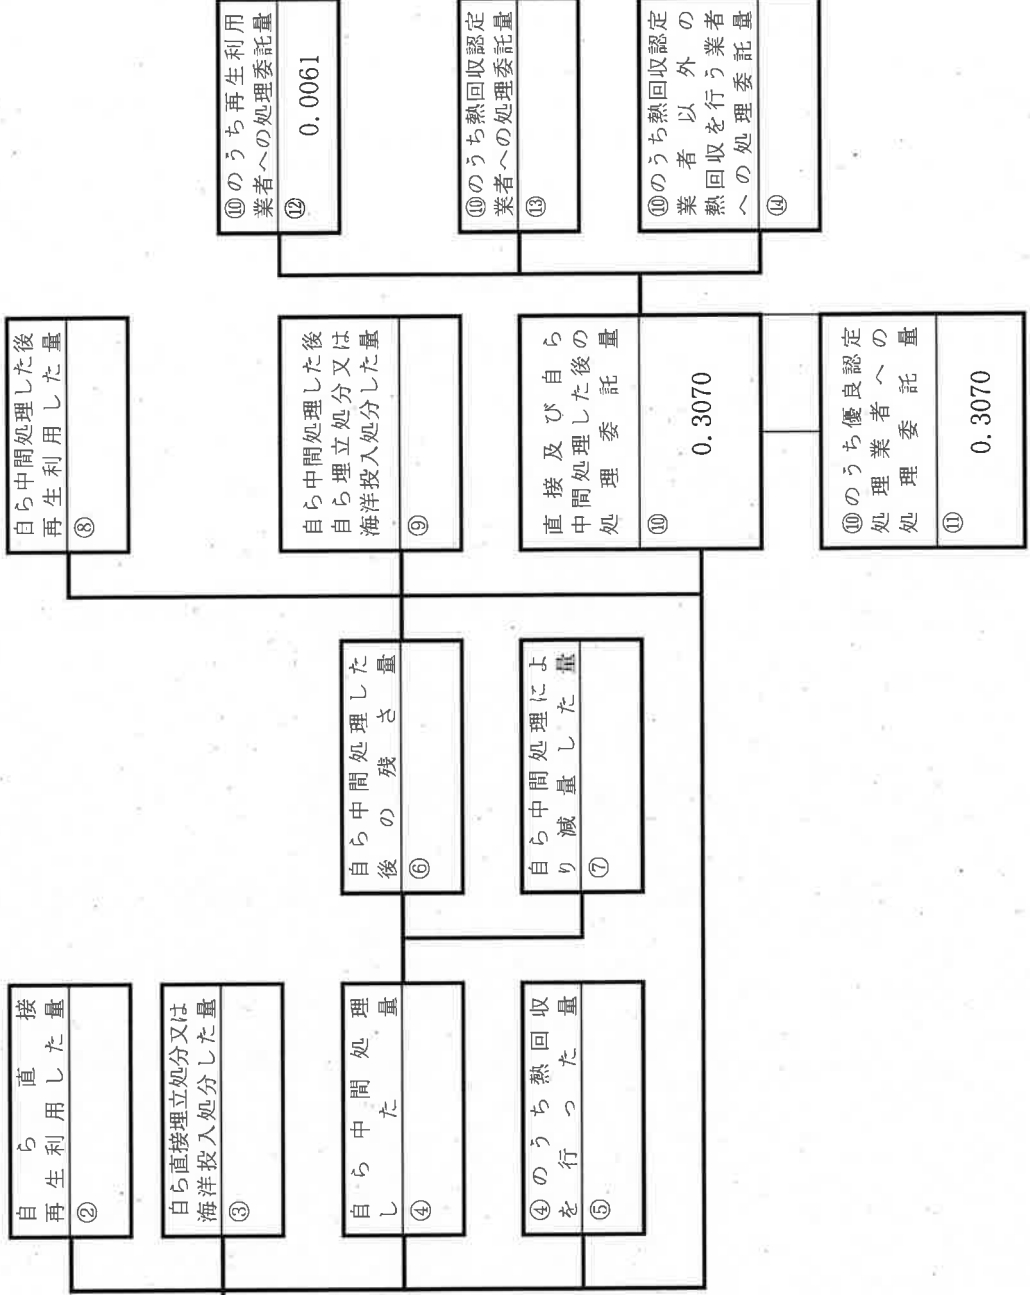 自ら直接
再生利用した量
②
自ら直接埋立処分又は
海洋投入処分した量
③
自ら中間処理
した量
④
④のうち熱回収
を行った量
⑤
自ら中間処理した
後の残さ量
⑥
自ら中間処理によ
り減量した量
⑦
自ら中間処理した後
再生利用した量
⑧
自ら中間処理した後
自ら埋立処分又は
海洋投入処分した量
⑨
直接及び自ら
中間処理した後の
処理委託量
⑩
0.3070
⑩のうち優良認定
処理業者への
処理委託量
⑪
0.3070
⑩のうち再生利用
業者への処理委託量
⑫
0.0061
⑩のうち熱回収認定
業者への処理委託量
⑬
⑩のうち熱回収認定
業者以外の
熱回収を行う業者
への処理委託量
⑭